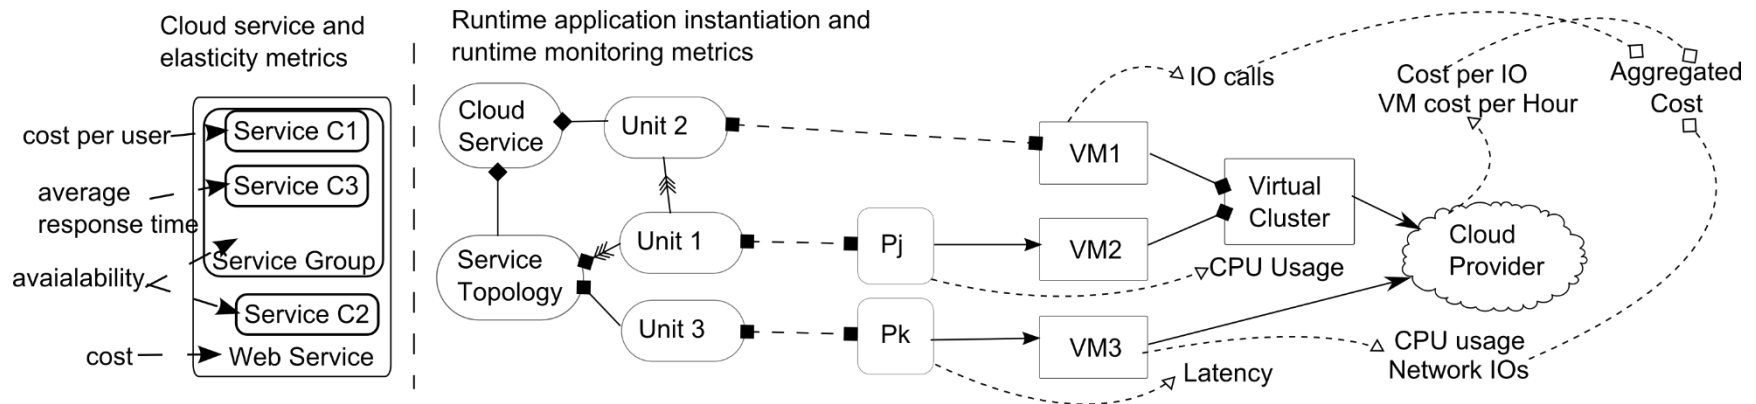 Cloud service and
elasticity metrics
cost per user
Service C1
Service C3
average
response time
Service Group
avaialability
Service C2
cost
Web Service
Runtime application instantiation and
runtime monitoring metrics
Cloud
Service
Unit 2
Unit 1
Service
Topology
Unit 3
Pj
Pk
VM1
VM2
VM3
IO calls
CPU Usage
Latency
Virtual
Cluster
Cost per IO
VM cost per Hour
Aggregated
Cost
Cloud
Provider
CPU usage
Network IOs